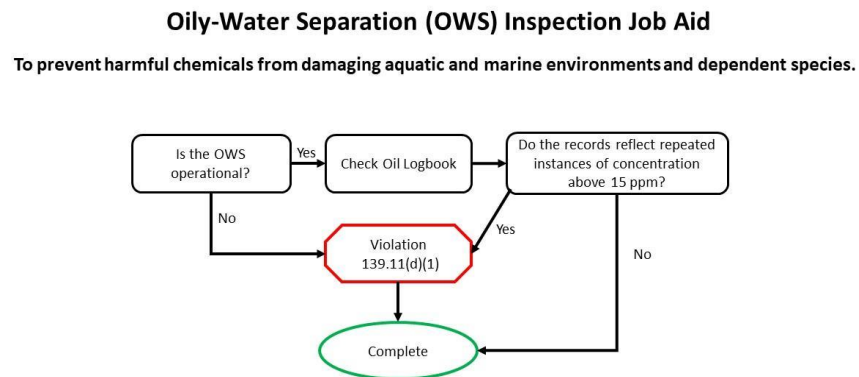 Oily-Water Separation (OWS) Inspection Job Aid
To prevent harmful chemicals from damaging aquatic and marine environments and dependent species.
Is the OWS
operational?
Yes
Check Oil Logbook
Do the records reflect repeated
instances of concentration
above 15 ppm?
No
Violation
139.11(d)(1)
Yes
No
Complete